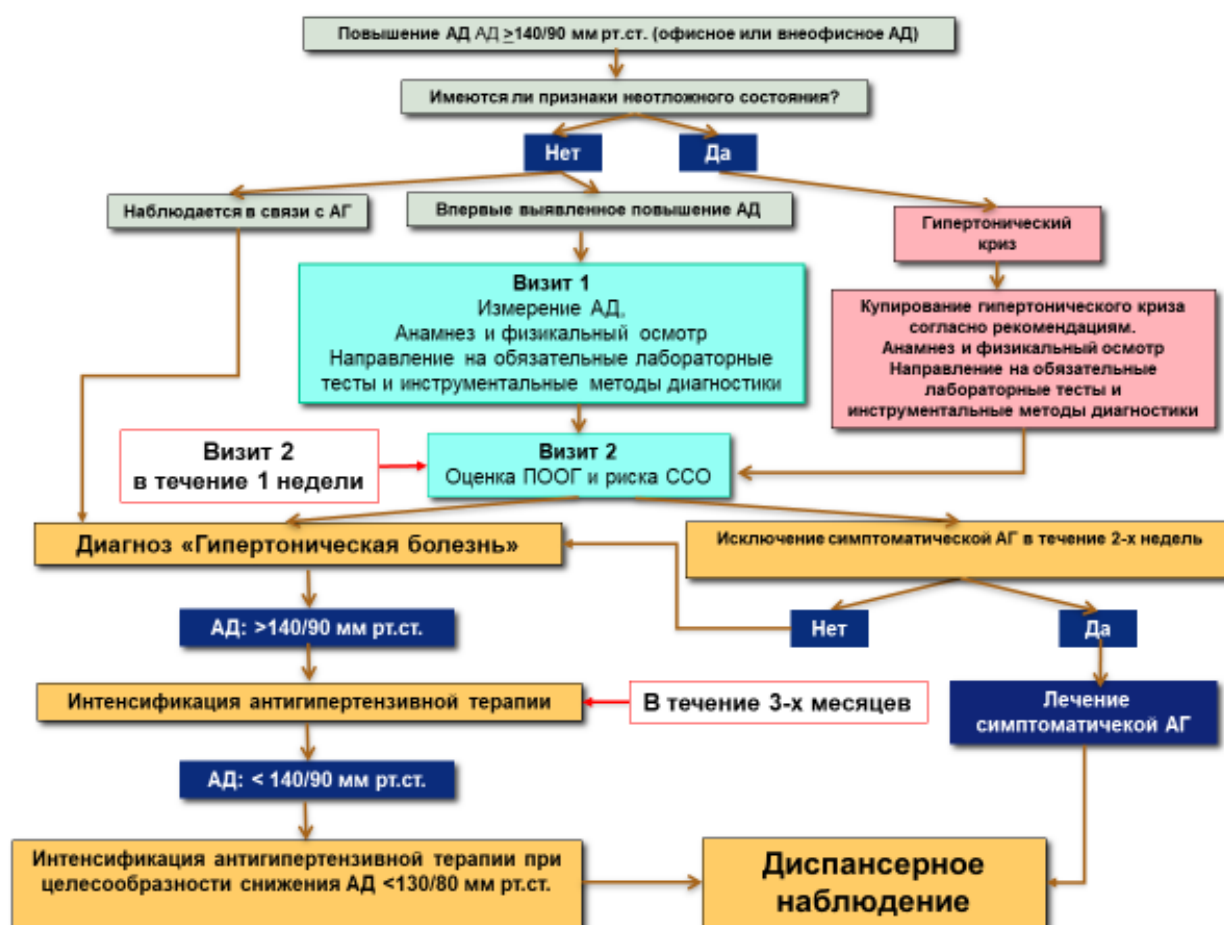 Повышение АД АД ≥140/90 мм рт.ст. (офисное или внеофисное АД)
Имеются ли признаки неотложного состояния?
Нет
Да
Наблюдается в связи с АГ
Впервые выявленное повышение АД
Гипертонический
криз
Визит 1
Измерение АД,
Анамнез и физикальный осмотр
Направление на обязательные лабораторные
тесты и инструментальные методы диагностики
Купирование гипертонического криза
согласно рекомендациям.
Анамнез и физикальный осмотр
Направление на обязательные
лабораторные тесты и
инструментальные методы диагностики
Визит 2
в течение 1 недели
Визит 2
Оценка ПООГ и риска ССО
Диагноз «Гипертоническая болезнь»
Исключение симптоматической АГ в течение 2-х недель
АД: >140/90 мм рт.ст.
Нет
Да
Интенсификация антигипертензивной терапии
В течение 3-х месяцев
Лечение
симптоматичекой АГ
АД: < 140/90 мм рт.ст.
Интенсификация антигипертензивной терапии при
целесообразности снижения АД <130/80 мм рт.ст.
Диспансерное
наблюдение